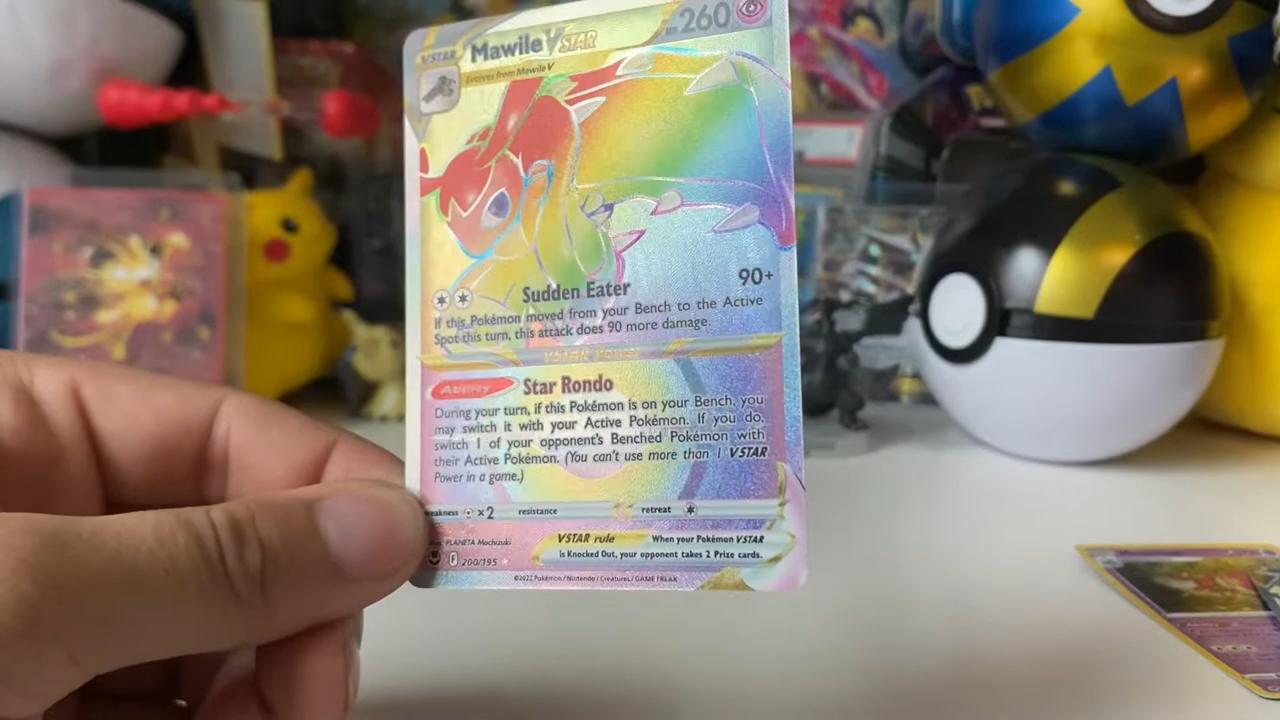 VSTAR Mawile VSTAR HP 260
Evolves from Mawile V
Sudden Eater 90+
If this Pokémon moved from your Bench to the Active
Spot this turn, this attack does 90 more damage.
VSTAR Power
Ability Star Rondo
During your turn, if this Pokémon is on your Bench, you
may switch it with your Active Pokémon. If you do,
switch 1 of your opponent's Benched Pokémon with
their Active Pokémon. (You can't use more than 1 VSTAR
Power in a game.)
eakness ×2 resistance retreat
VSTAR rule When your Pokémon VSTAR
is Knocked Out, your opponent takes 2 Prize cards.
PLANETA Mochizuki
F 200/195
©2022 Pokémon / Nintendo / Creatures / GAME FREAK